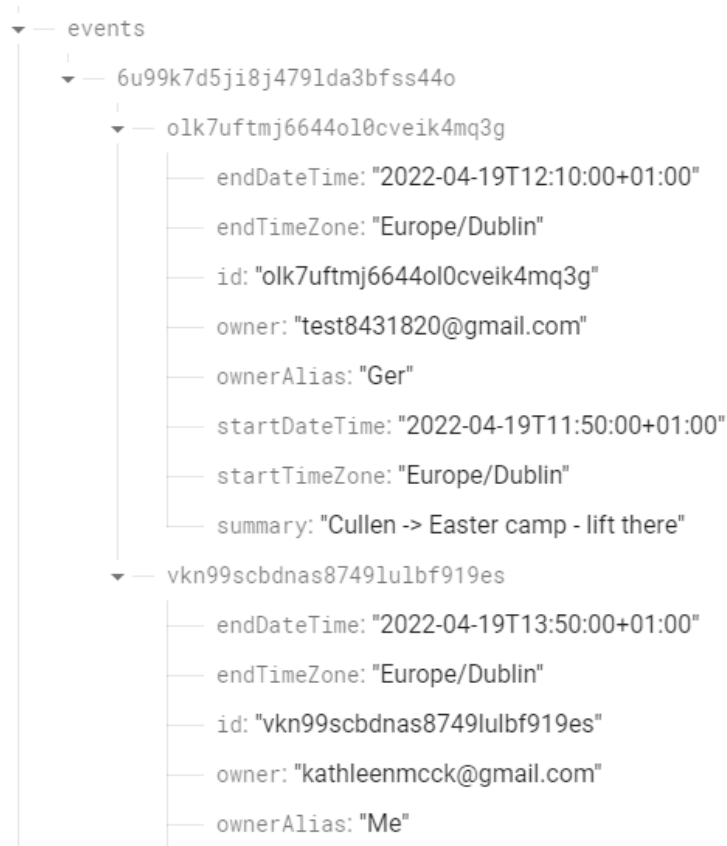 events
6u99k7d5ji8j479lda3bfss44o
olk7uftmj6644ol0cveik4mq3g
endDateTime: "2022-04-19T12:10:00+01:00"
endTimeZone: "Europe/Dublin"
id: "olk7uftmj6644ol0cveik4mq3g"
owner: "test8431820@gmail.com"
ownerAlias: "Ger"
startDateTime: "2022-04-19T11:50:00+01:00"
startTimeZone: "Europe/Dublin"
summary: "Cullen -> Easter camp - lift there"
vkn99scbdnas8749lulbf919es
endDateTime: "2022-04-19T13:50:00+01:00"
endTimeZone: "Europe/Dublin"
id: "vkn99scbdnas8749lulbf919es"
owner: "kathleenmcck@gmail.com"
ownerAlias: "Me"